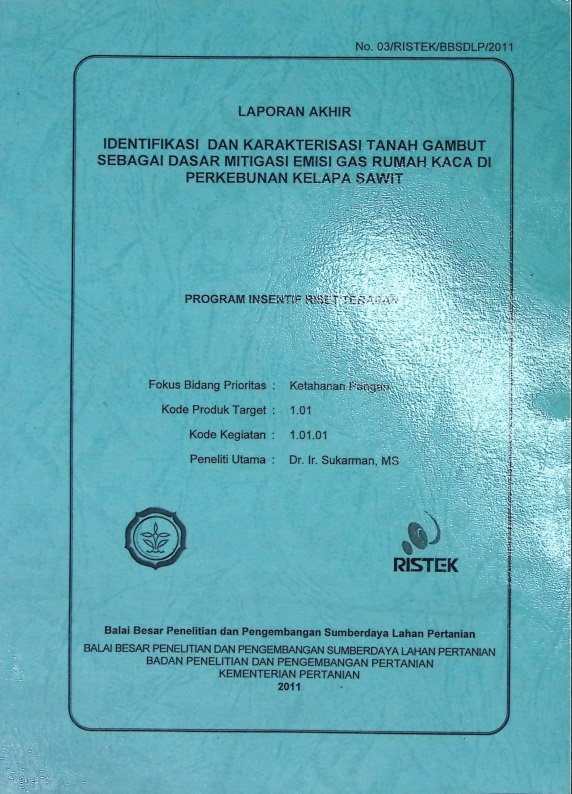 No. 03/RISTEK/BBSDLP/2011
LAPORAN AKHIR
IDENTIFIKASI DAN KARAKTERISASI TANAH GAMBUT
SEBAGAI DASAR MITIGASI EMISI GAS RUMAH KACA DI
PERKEBUNAN KELAPA SAWIT
PROGRAM INSENTIF RISET TERAPAN
Fokus Bidang Prioritas : Ketahanan Pangan
Kode Produk Target : 1.01
Kode Kegiatan : 1.01.01
Peneliti Utama : Dr. Ir. Sukarman, MS
RISTEK
Balai Besar Penelitian dan Pengembangan Sumberdaya Lahan Pertanian
BALAI BESAR PENELITIAN DAN PENGEMBANGAN SUMBERDAYA LAHAN PERTANIAN
BADAN PENELITIAN DAN PENGEMBANGAN PERTANIAN
KEMENTERIAN PERTANIAN
2011